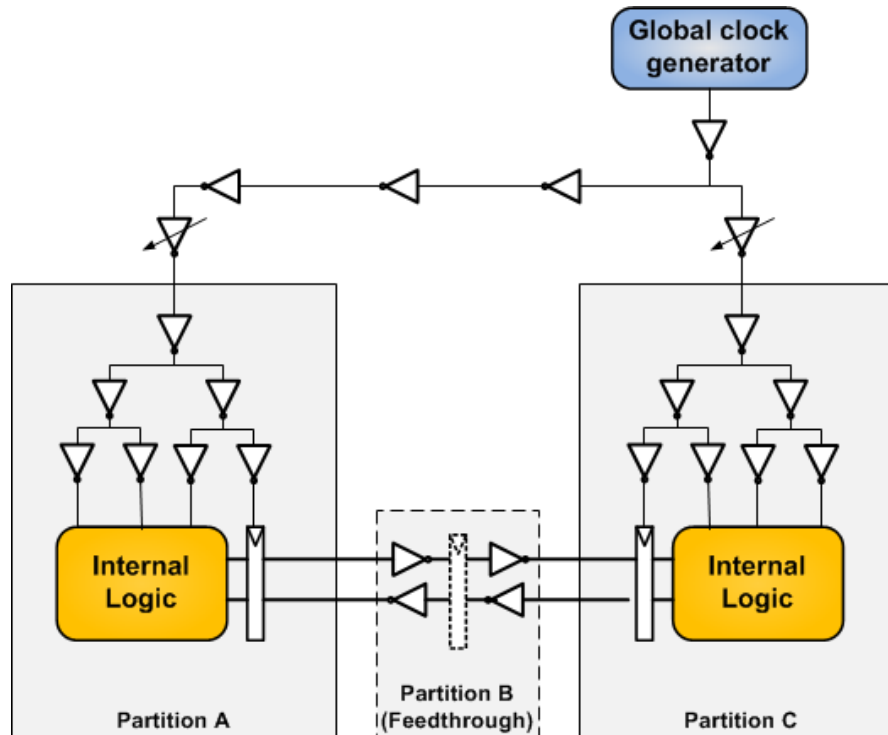 Global clock
generator
Internal
Logic
Internal
Logic
Partition B
(Feedthrough)
Partition A
Partition C